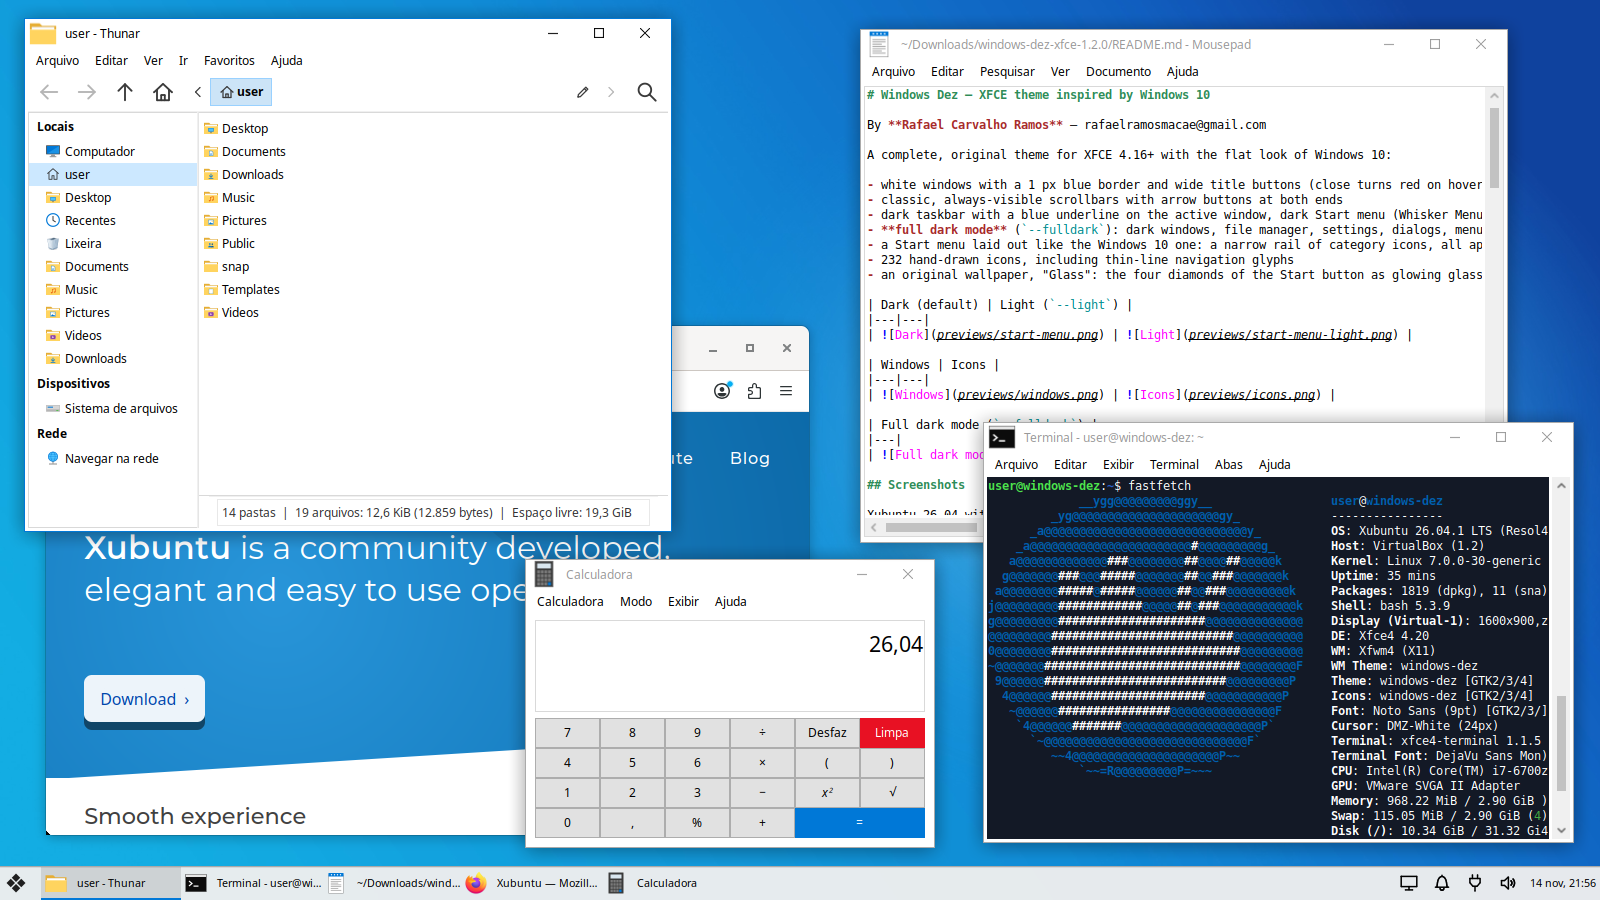 user - Thunar
Arquivo Editar Ver Ir Favoritos Ajuda
user
Locais
Computador
user
Desktop
Recentes
Lixeira
Documents
Music
Pictures
Videos
Downloads
Dispositivos
Sistema de arquivos
Rede
Navegar na rede
Desktop
Documents
Downloads
Music
Pictures
Public
snap
Templates
Videos
14 pastas | 19 arquivos: 12,6 KiB (12.859 bytes) | Espaço livre: 19,3 GiB
~/Downloads/windows-dez-xfce-1.2.0/README.md - Mousepad
Arquivo Editar Pesquisar Ver Documento Ajuda
# Windows Dez — XFCE theme inspired by Windows 10
By **Rafael Carvalho Ramos** — rafaelramosmacae@gmail.com
A complete, original theme for XFCE 4.16+ with the flat look of Windows 10:
- white windows with a 1 px blue border and wide title buttons (close turns red on hover
- classic, always-visible scrollbars with arrow buttons at both ends
- dark taskbar with a blue underline on the active window, dark Start menu (Whisker Menu
- **full dark mode** (`--fulldark`): dark windows, file manager, settings, dialogs, menu
- a Start menu laid out like the Windows 10 one: a narrow rail of category icons, all ap
- 232 hand-drawn icons, including thin-line navigation glyphs
- an original wallpaper, "Glass": the four diamonds of the Start button as glowing glass
| Dark (default) | Light (`--light`) |
|---|---|
| ![Dark](previews/start-menu.png) | ![Light](previews/start-menu-light.png) |
| Windows | Icons |
|---|---|
| ![Windows](previews/windows.png) | ![Icons](previews/icons.png) |
| Full dark mode
|---|
| ![Full dark mod
## Screenshots
ute Blog
Xubuntu is a community developed,
elegant and easy to use ope
Download ›
Smooth experience
Calculadora
Calculadora Modo Exibir Ajuda
26,04
7 8 9 ÷ Desfaz Limpa
4 5 6 × ( )
1 2 3 − x² √
0 , % + =
Terminal - user@windows-dez: ~
Arquivo Editar Exibir Terminal Abas Ajuda
user@windows-dez:~$ fastfetch
user@windows-dez
-----------------
OS: Xubuntu 26.04.1 LTS (Resol4
Host: VirtualBox (1.2)
Kernel: Linux 7.0.0-30-generic
Uptime: 35 mins
Packages: 1819 (dpkg), 11 (sna)
Shell: bash 5.3.9
Display (Virtual-1): 1600x900,z
DE: Xfce4 4.20
WM: Xfwm4 (X11)
WM Theme: windows-dez
Theme: windows-dez [GTK2/3/4]
Icons: windows-dez [GTK2/3/4]
Font: Noto Sans (9pt) [GTK2/3/]
Cursor: DMZ-White (24px)
Terminal: xfce4-terminal 1.1.5
Terminal Font: DejaVu Sans Mon)
CPU: Intel(R) Core(TM) i7-6700z
GPU: VMware SVGA II Adapter
Memory: 968.22 MiB / 2.90 GiB )
Swap: 115.05 MiB / 2.90 GiB (4)
Disk (/): 10.34 GiB / 31.32 Gi4
user - Thunar
Terminal - user@wi...
~/Downloads/wind...
Xubuntu — Mozill...
Calculadora
14 nov, 21:56